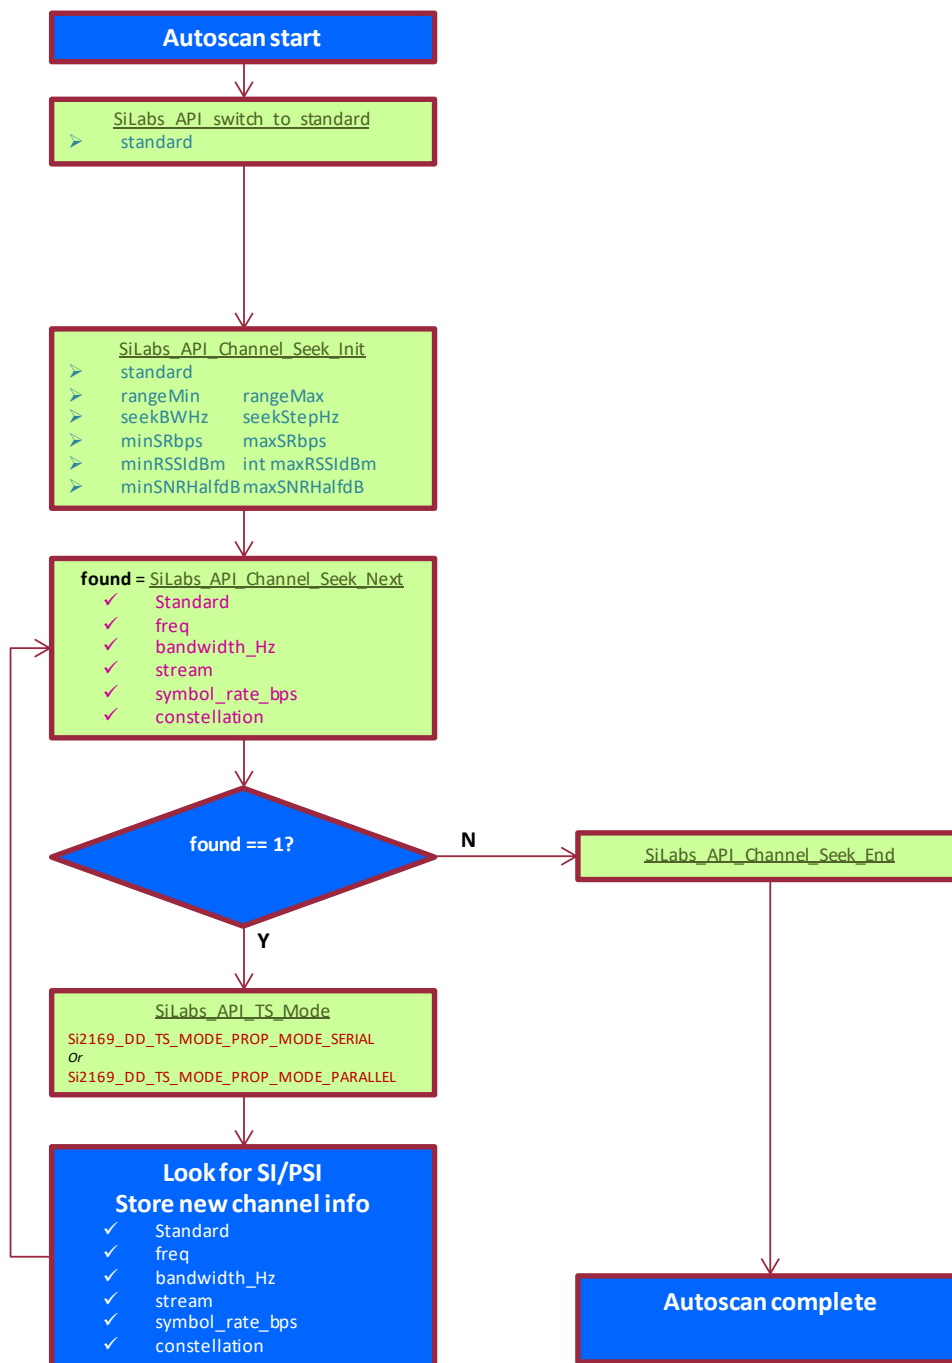 Autoscan start
SiLabs_API_switch_to_standard
➢ standard
SiLabs_API_Channel_Seek_Init
➢ standard
➢ rangeMin rangeMax
➢ seekBWHz seekStepHz
➢ minSRbps maxSRbps
➢ minRSSIdBm int maxRSSIdBm
➢ minSNRHalfdB maxSNRHalfdB
found = SiLabs_API_Channel_Seek_Next
✓ Standard
✓ freq
✓ bandwidth_Hz
✓ stream
✓ symbol_rate_bps
✓ constellation
found == 1?
N
SiLabs_API_Channel_Seek_End
Y
SiLabs_API_TS_Mode
Si2169_DD_TS_MODE_PROP_MODE_SERIAL
Or
Si2169_DD_TS_MODE_PROP_MODE_PARALLEL
Look for SI/PSI
Store new channel info
✓ Standard
✓ freq
✓ bandwidth_Hz
✓ stream
✓ symbol_rate_bps
✓ constellation
Autoscan complete